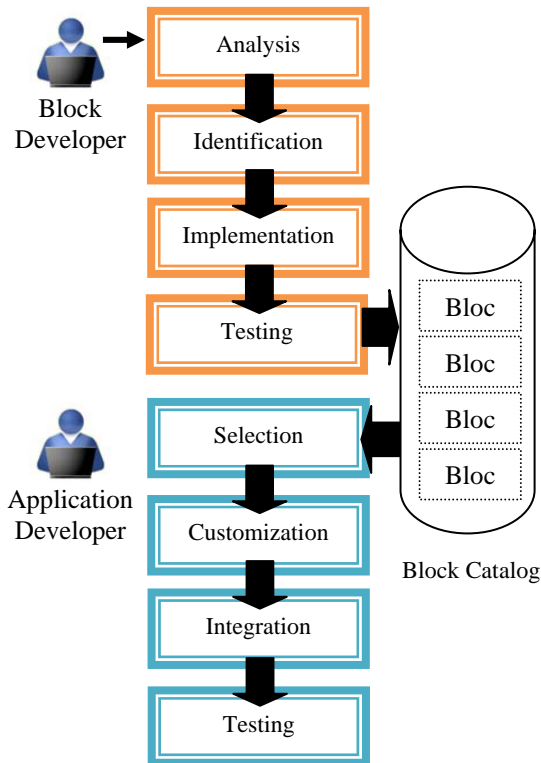 Analysis
Block
Developer
Identification
Implementation
Testing
Bloc
Bloc
Bloc
Bloc
Block Catalog
Selection
Application
Developer
Customization
Integration
Testing